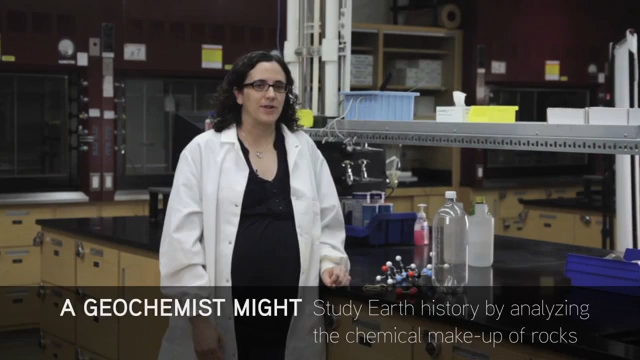 A GEOCHEMIST MIGHT Study Earth history by analyzing
the chemical make-up of rocks